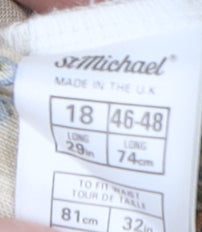 St Michael®
MADE IN THE U.K
18 46-48
LONG LONG
29in 74cm
TO FIT WAIST
TOUR DE TAILLE
81cm 32in